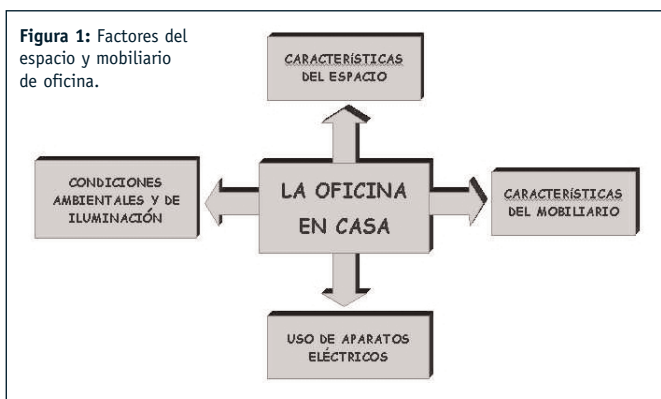 Figura 1: Factores del
espacio y mobiliario
de oficina.
CARACTERÍSTICAS
DEL ESPACIO
CONDICIONES
AMBIENTALES Y DE
ILUMINACIÓN
LA OFICINA
EN CASA
CARACTERÍSTICAS
DEL MOBILIARIO
USO DE APARATOS
ELÉCTRICOS